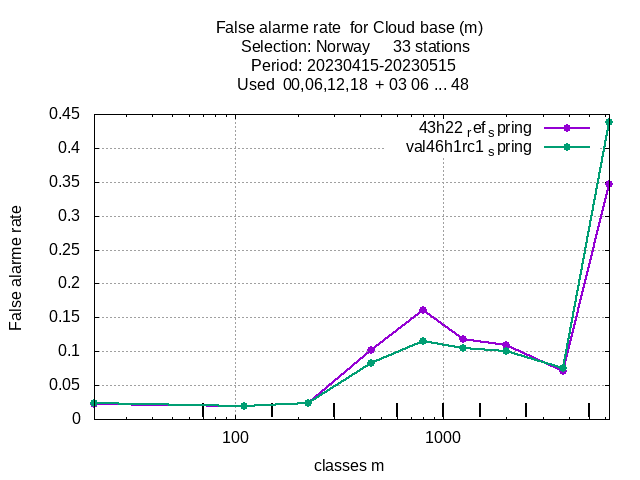 False alarme rate  for Cloud base (m)
Selection: Norway     33 stations
Period: 20230415-20230515
Used  00,06,12,18  + 03 06 ... 48
43h22 ref spring
val46h1rc1 spring
0.45
0.4
0.35
0.3
0.25
0.2
0.15
0.1
0.05
0
False alarme rate
100
1000
classes m